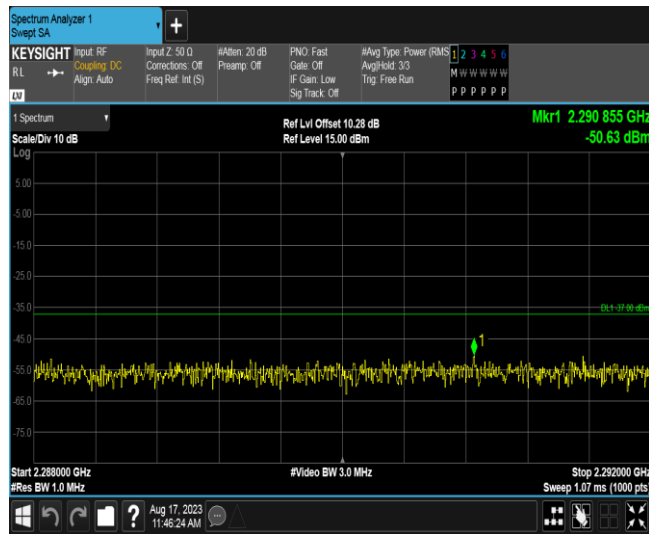 Spectrum Analyzer 1
Swept SA
KEYSIGHT
RL
LXI
Input: RF
Coupling: DC
Align: Auto
Input Z: 50 Ω
Corrections: Off
Freq Ref: Int (S)
#Atten: 20 dB
Preamp: Off
PNO: Fast
Gate: Off
IF Gain: Low
Sig Track: Off
#Avg Type: Power (RMS
Avg|Hold: 3/3
Trig: Free Run
1 2 3 4 5 6
M W W W W W
P P P P P P
1 Spectrum
Scale/Div 10 dB
Log
Ref Lvl Offset 10.28 dB
Ref Level 15.00 dBm
Mkr1 2.290 855 GHz
-50.63 dBm
5.00
-5.00
-15.0
-25.0
-35.0
DL1 -37.00 dBm
-45.0
1
-55.0
-65.0
-75.0
Start 2.288000 GHz
#Res BW 1.0 MHz
#Video BW 3.0 MHz
Stop 2.292000 GHz
Sweep 1.07 ms (1000 pts)
?
Aug 17, 2023
11:46:24 AM